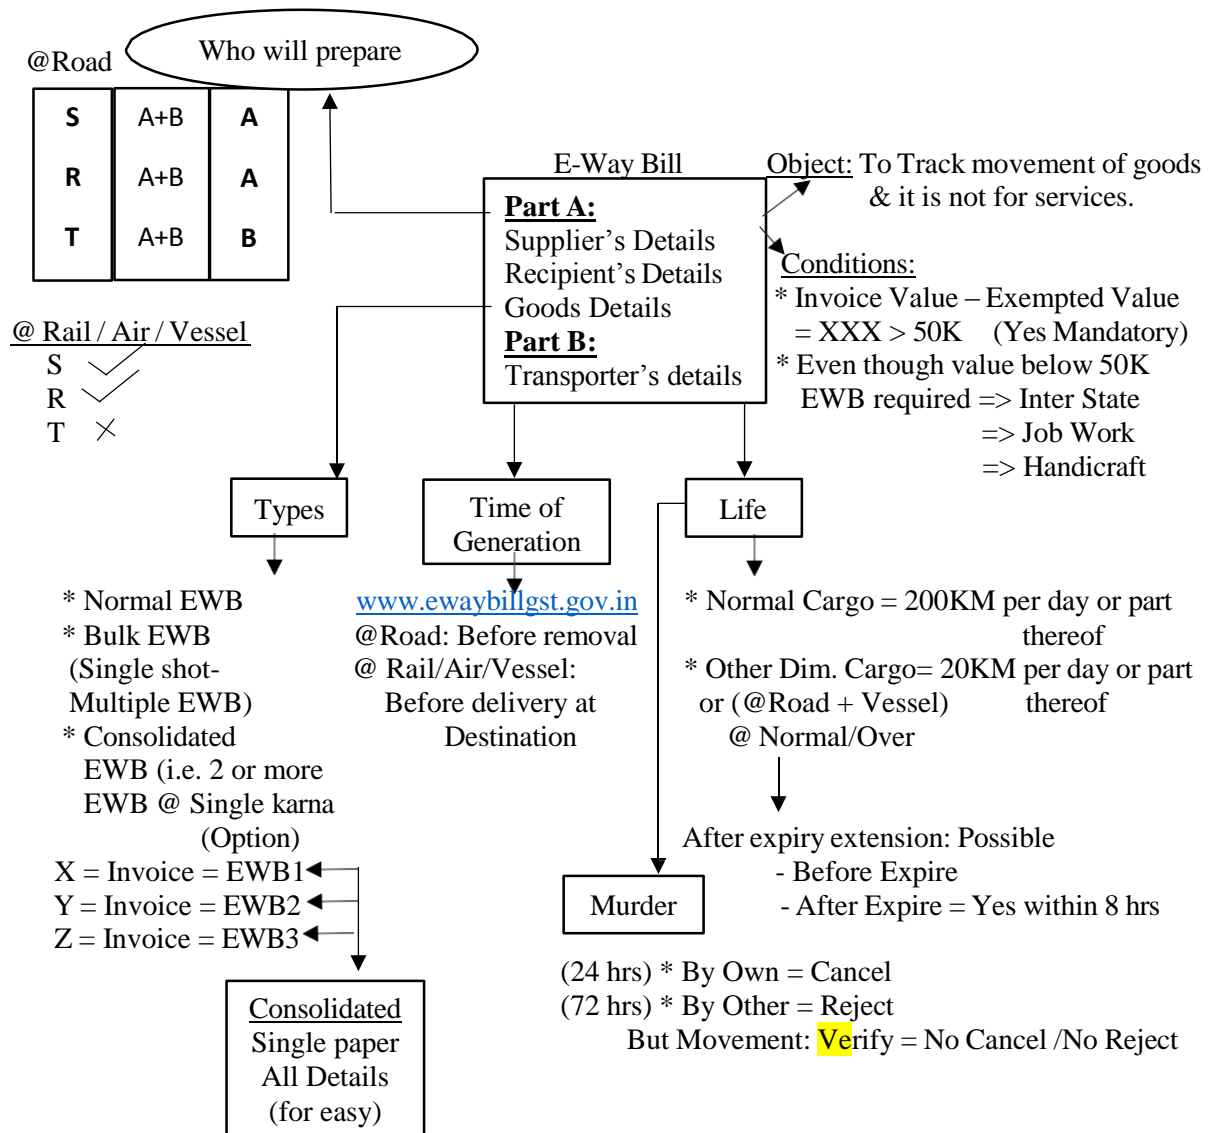 Who will prepare
@Road
S A+B A
R A+B A
T A+B B
@ Rail / Air / Vessel
S
R
T
E-Way Bill
Part A:
Supplier’s Details
Recipient’s Details
Goods Details
Part B:
Transporter’s details
Object: To Track movement of goods
& it is not for services.
Conditions:
* Invoice Value – Exempted Value
= XXX > 50K (Yes Mandatory)
* Even though value below 50K
EWB required => Inter State
=> Job Work
=> Handicraft
Types
* Normal EWB
* Bulk EWB
(Single shot-
Multiple EWB)
* Consolidated
EWB (i.e. 2 or more
EWB @ Single karna
(Option)
X = Invoice = EWB1
Y = Invoice = EWB2
Z = Invoice = EWB3
Consolidated
Single paper
All Details
(for easy)
Time of
Generation
www.ewaybillgst.gov.in
@Road: Before removal
@ Rail/Air/Vessel:
Before delivery at
Destination
Life
* Normal Cargo = 200KM per day or part
thereof
* Other Dim. Cargo= 20KM per day or part
or (@Road + Vessel) thereof
@ Normal/Over
After expiry extension: Possible
- Before Expire
- After Expire = Yes within 8 hrs
Murder
(24 hrs) * By Own = Cancel
(72 hrs) * By Other = Reject
But Movement: Verify = No Cancel /No Reject